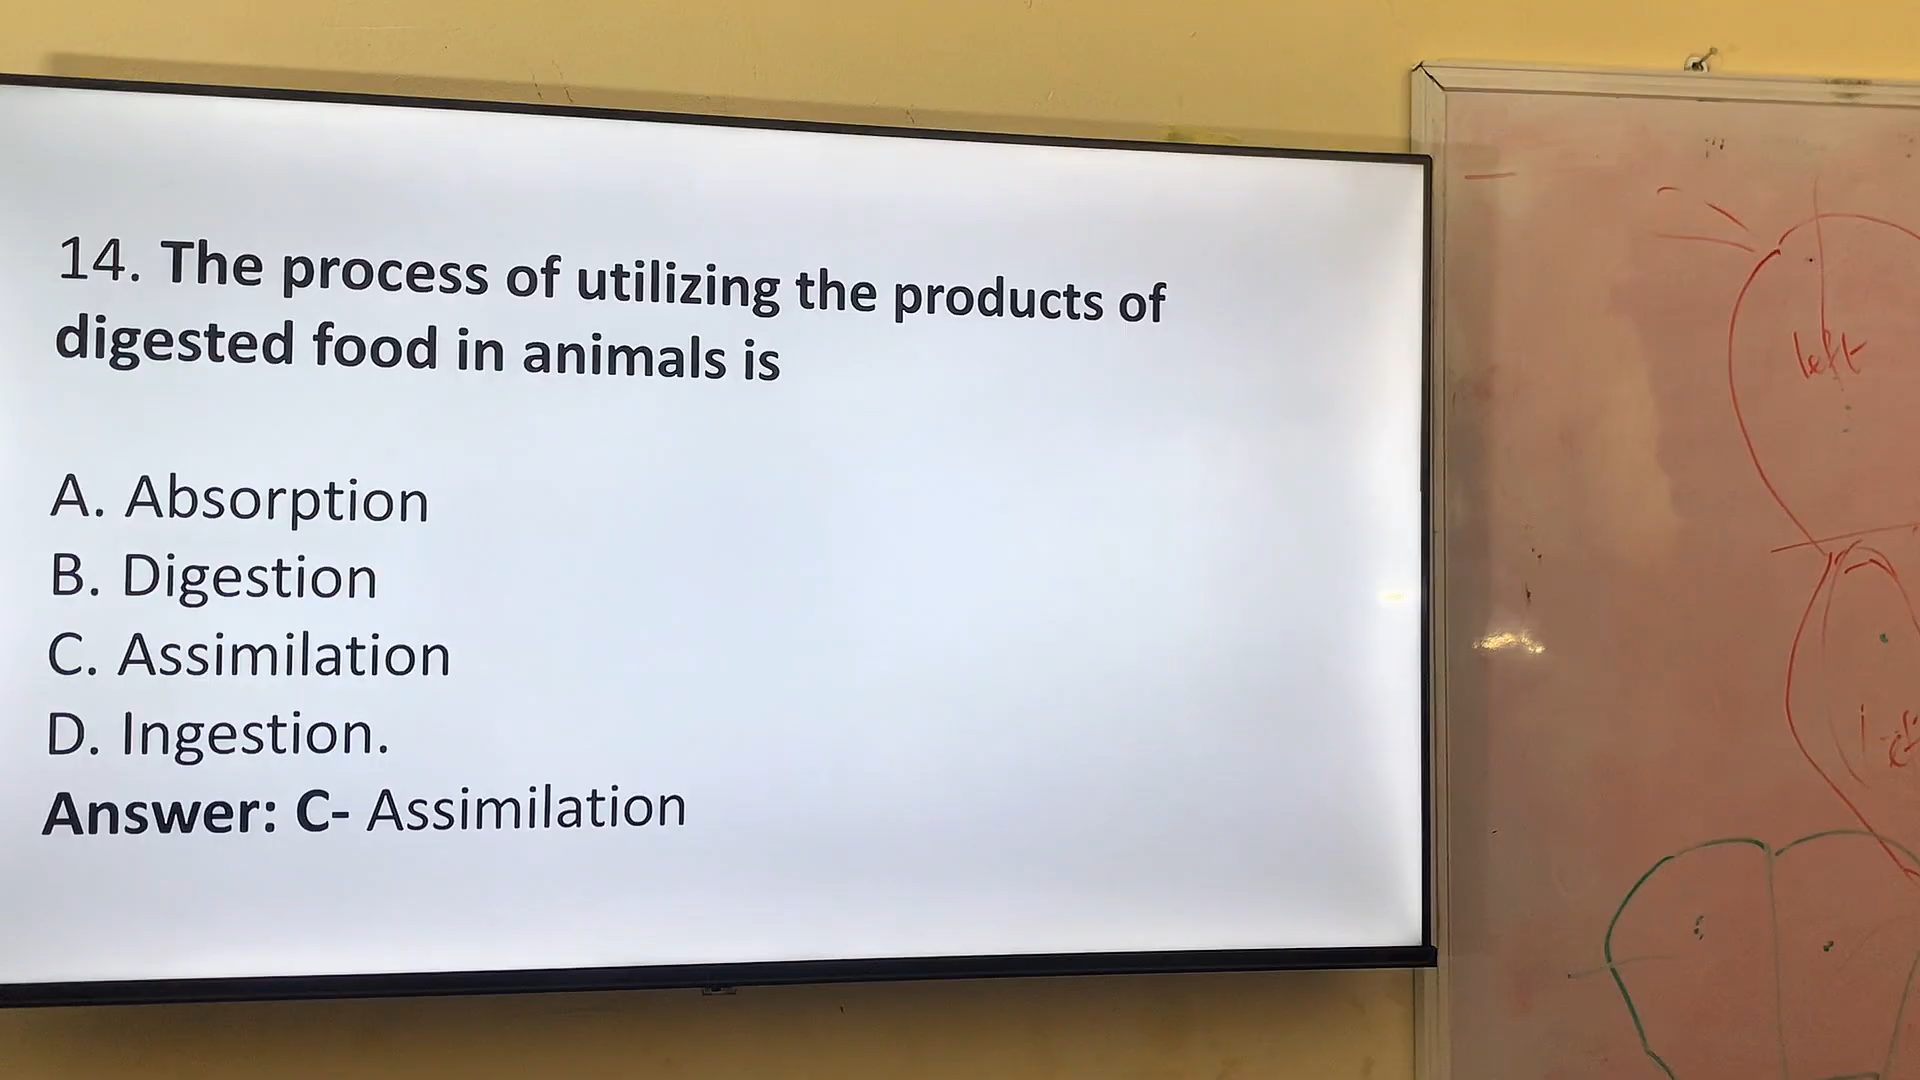 14. The process of utilizing the products of
digested food in animals is
A. Absorption
B. Digestion
C. Assimilation
D. Ingestion.
Answer: C- Assimilation
left